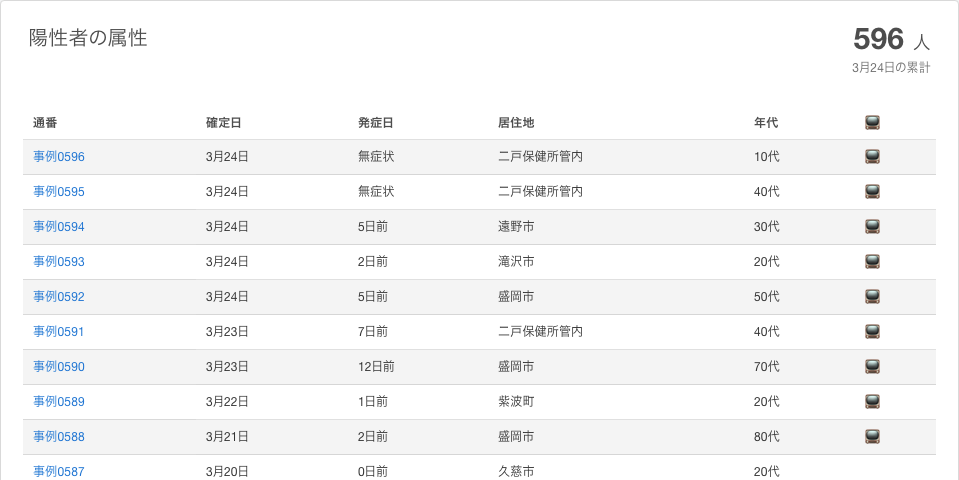 陽性者の属性
596 人
3月24日の累計
通番 確定日 発症日 居住地 年代
事例0596 3月24日 無症状 二戸保健所管内 10代
事例0595 3月24日 無症状 二戸保健所管内 40代
事例0594 3月24日 5日前 遠野市 30代
事例0593 3月24日 2日前 滝沢市 20代
事例0592 3月24日 5日前 盛岡市 50代
事例0591 3月23日 7日前 二戸保健所管内 40代
事例0590 3月23日 12日前 盛岡市 70代
事例0589 3月22日 1日前 紫波町 20代
事例0588 3月21日 2日前 盛岡市 80代
事例0587 3月20日 0日前 久慈市 20代